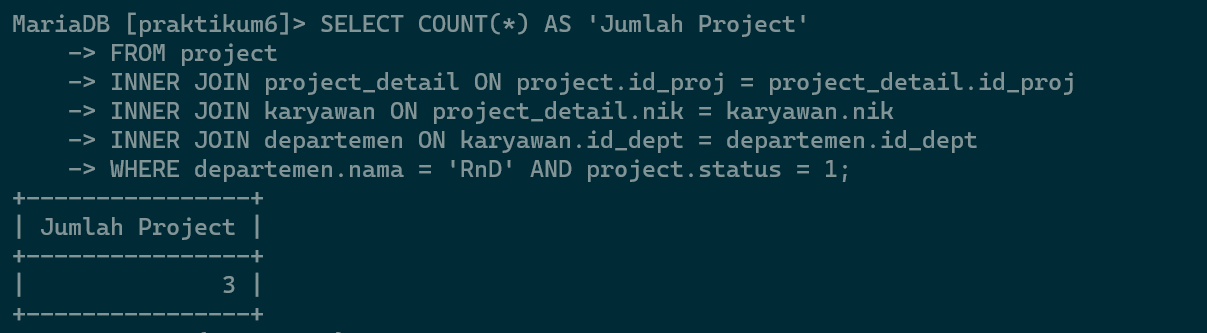 MariaDB [praktikum6]> SELECT COUNT(*) AS 'Jumlah Project'
    -> FROM project
    -> INNER JOIN project_detail ON project.id_proj = project_detail.id_proj
    -> INNER JOIN karyawan ON project_detail.nik = karyawan.nik
    -> INNER JOIN departemen ON karyawan.id_dept = departemen.id_dept
    -> WHERE departemen.nama = 'RnD' AND project.status = 1;
+----------------+
| Jumlah Project |
+----------------+
|              3 |
+----------------+